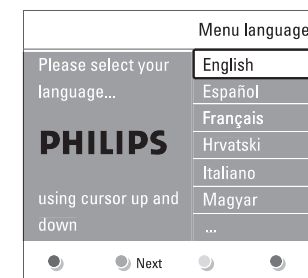 Menu language
Please select your
language...
PHILIPS
using cursor up and
down
English
Español
Français
Hrvatski
Italiano
Magyar
...
Next